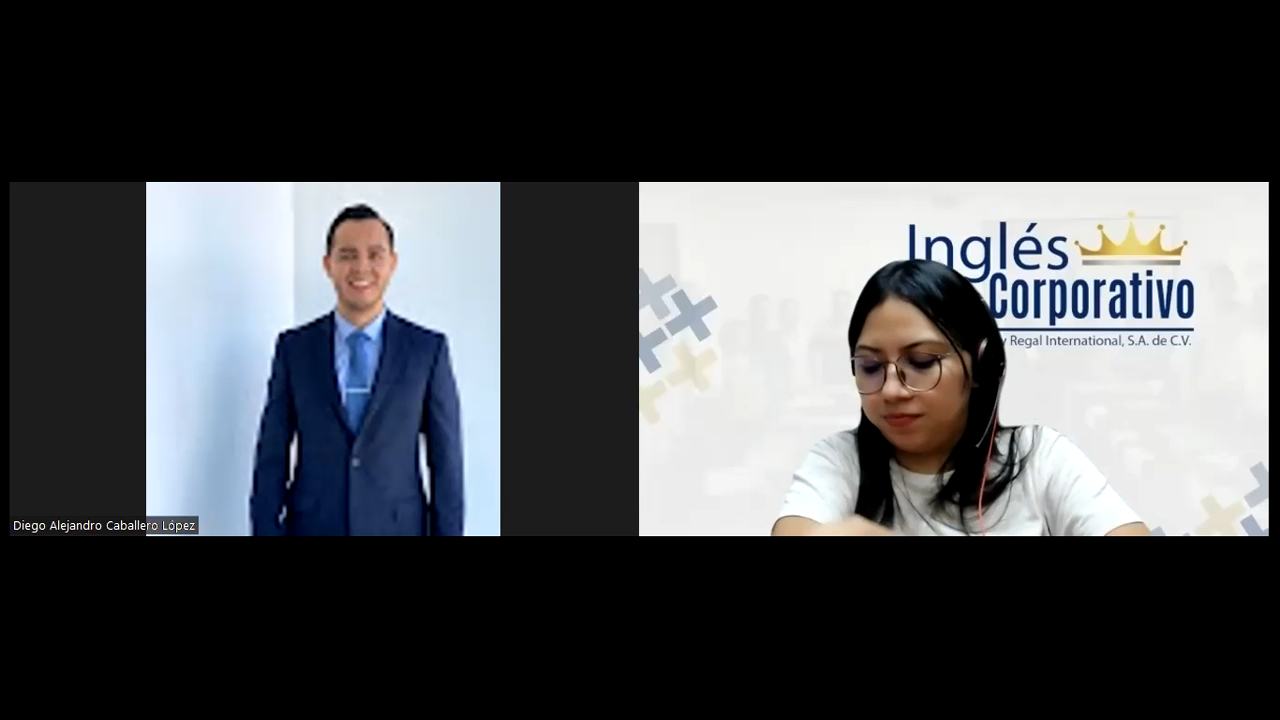 Inglés
Corporativo
y Regal International, S.A. de C.V.
Diego Alejandro Caballero López